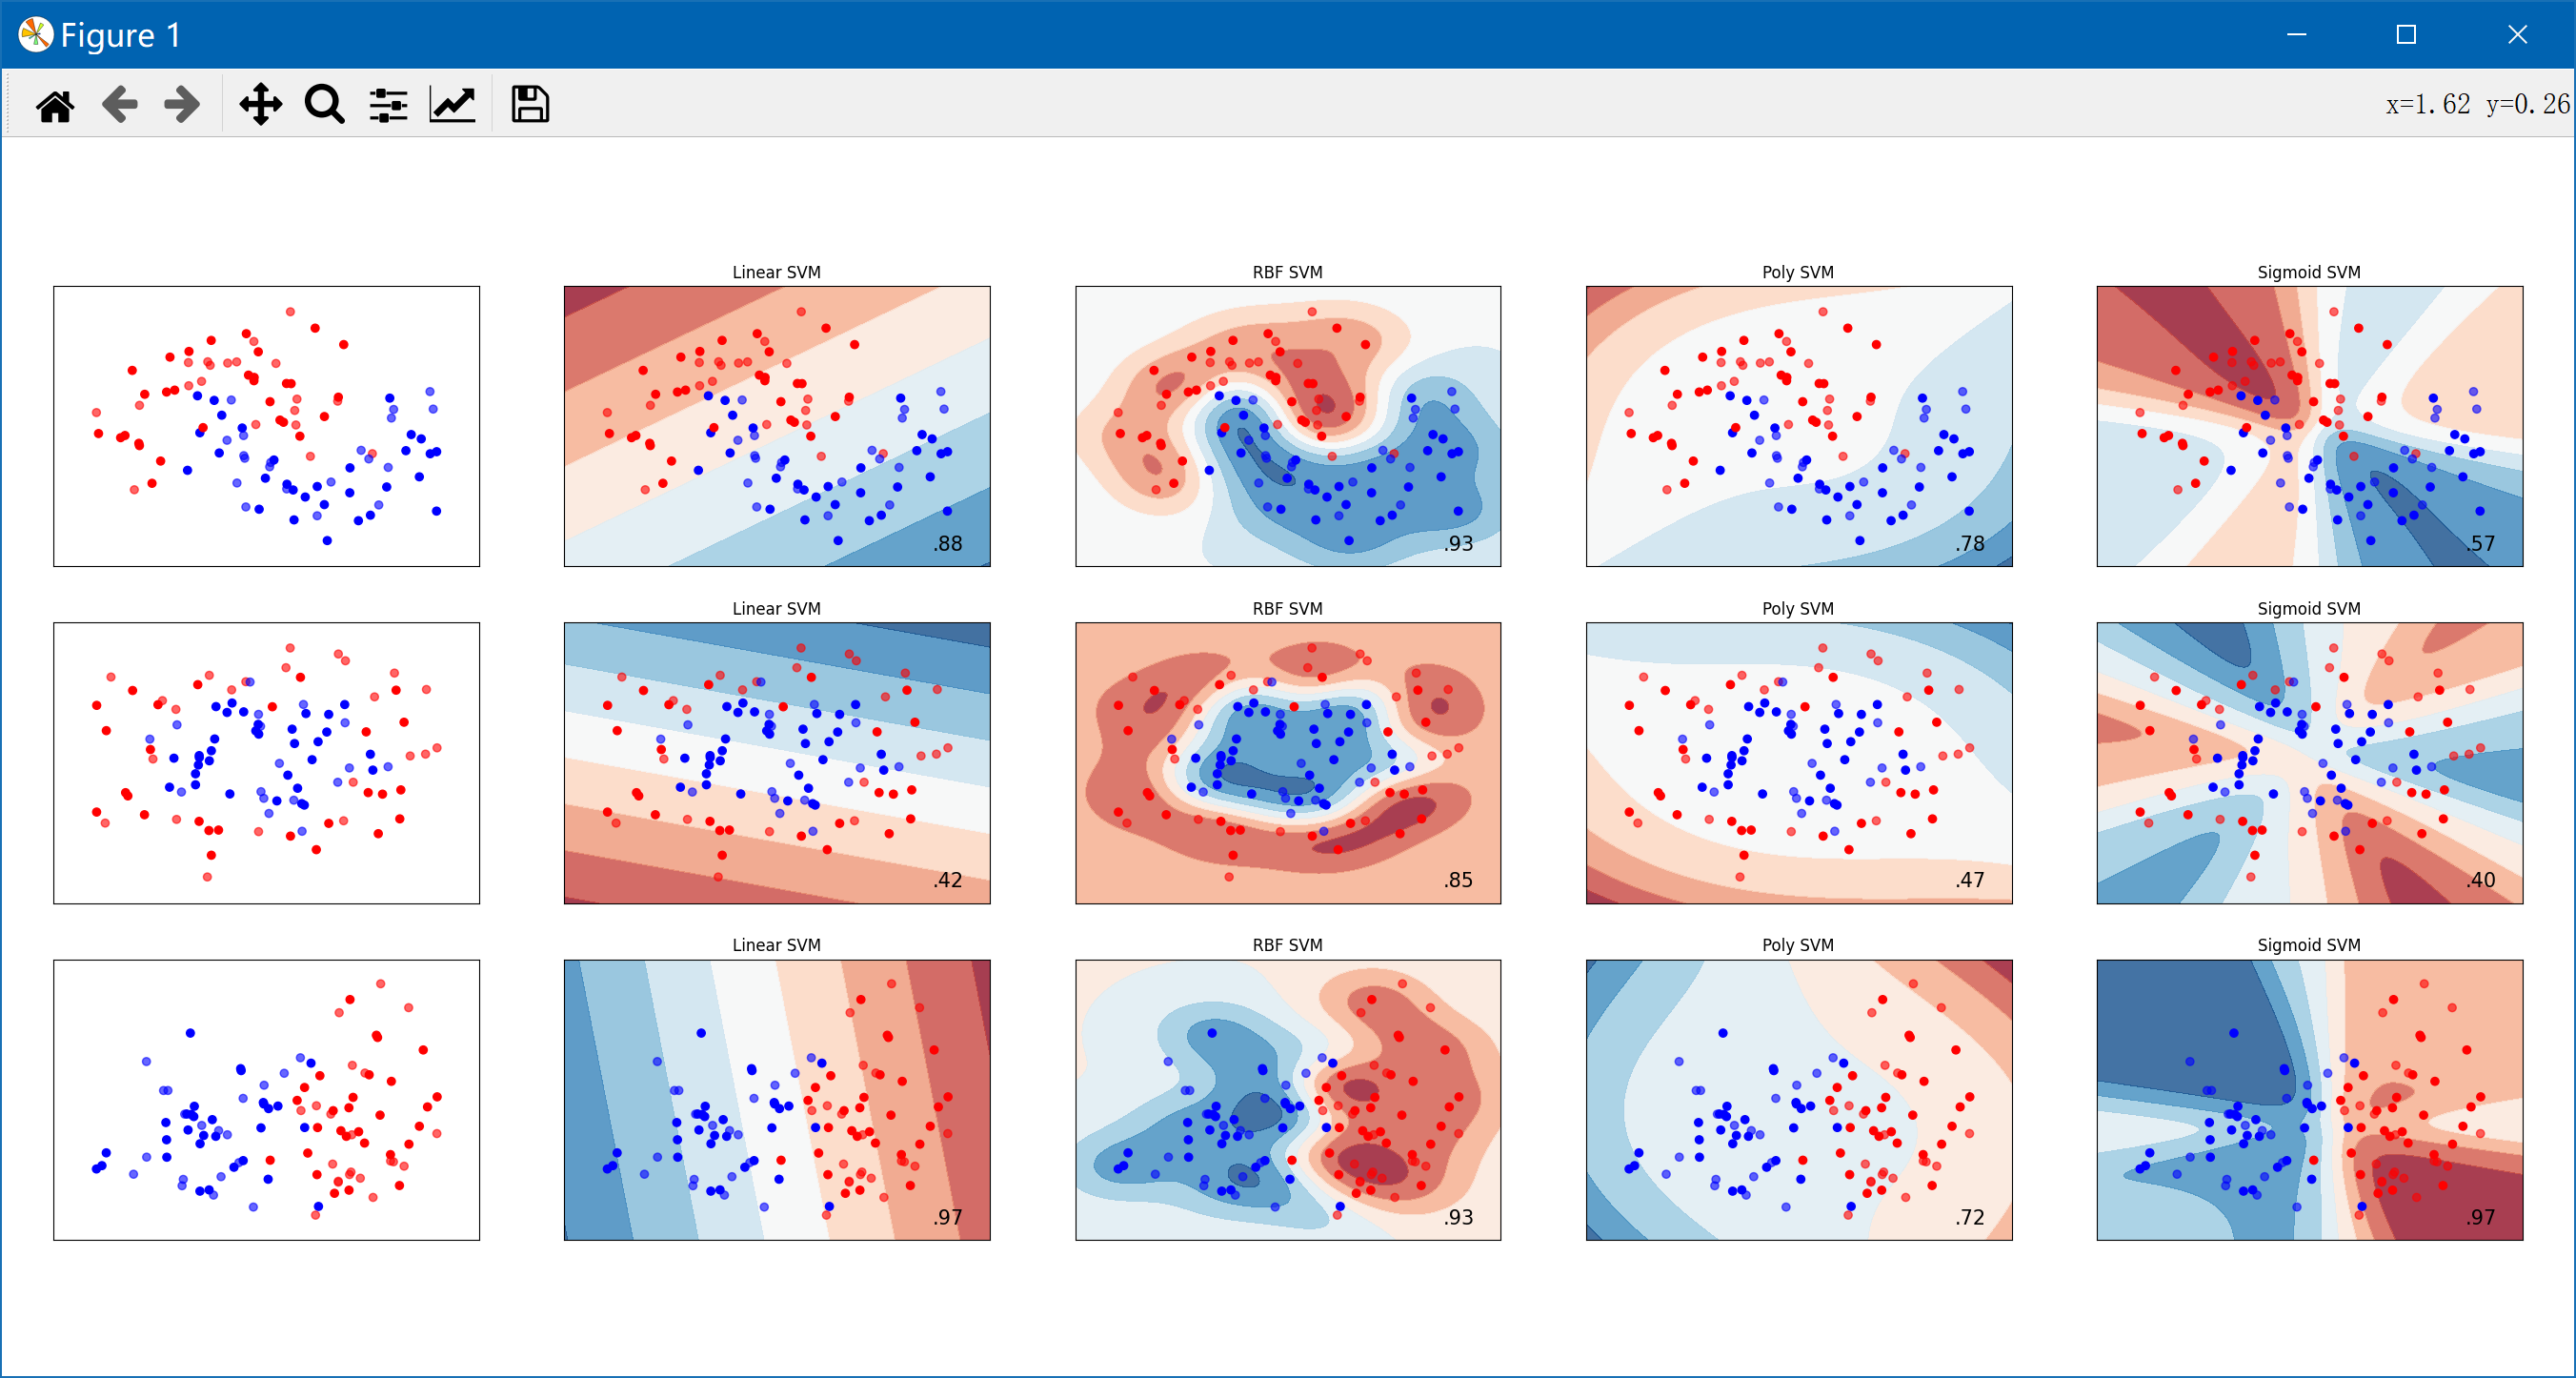 Figure 1
x=1.62 y=0.26
Linear SVM
RBF SVM
Poly SVM
Sigmoid SVM
.88
.93
.78
.57
Linear SVM
RBF SVM
Poly SVM
Sigmoid SVM
.42
.85
.47
.40
Linear SVM
RBF SVM
Poly SVM
Sigmoid SVM
.97
.93
.72
.97